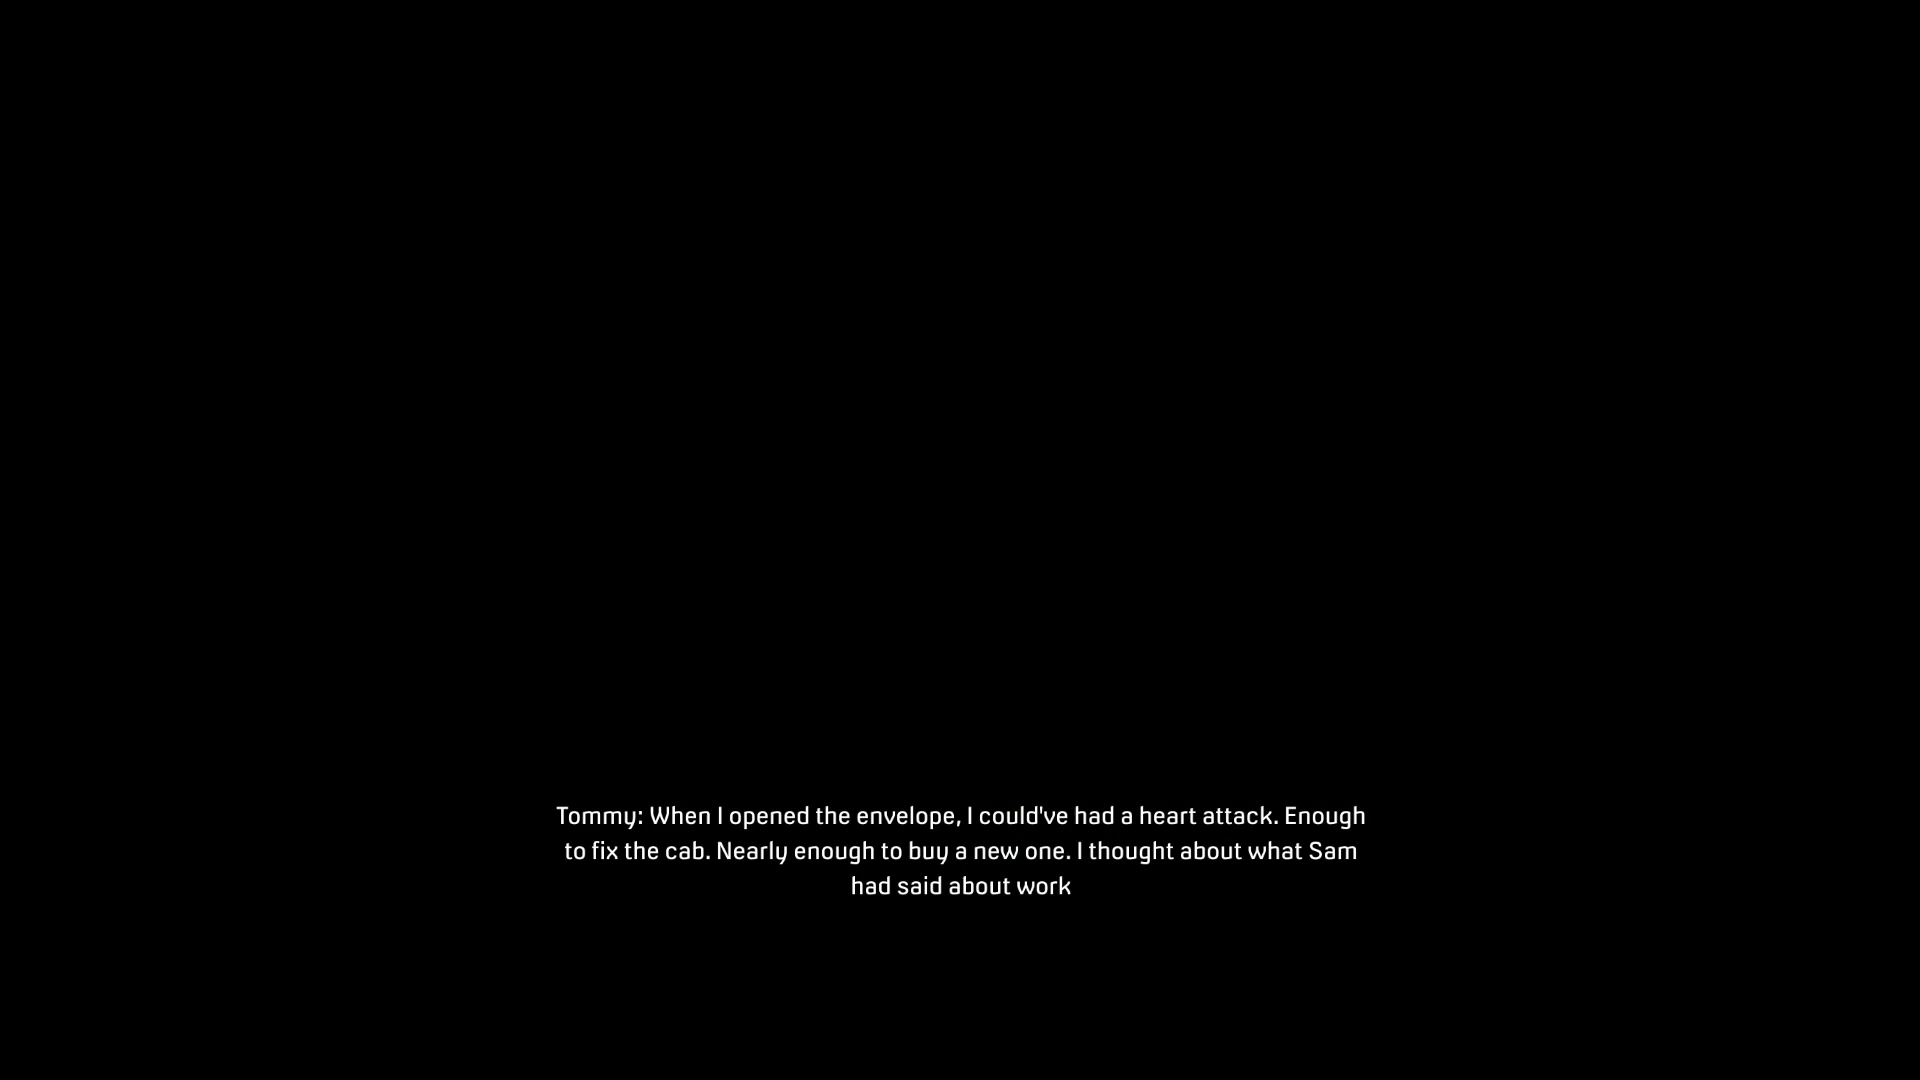 Tommy: When I opened the envelope, I could've had a heart attack. Enough
to fix the cab. Nearly enough to buy a new one. I thought about what Sam
had said about work